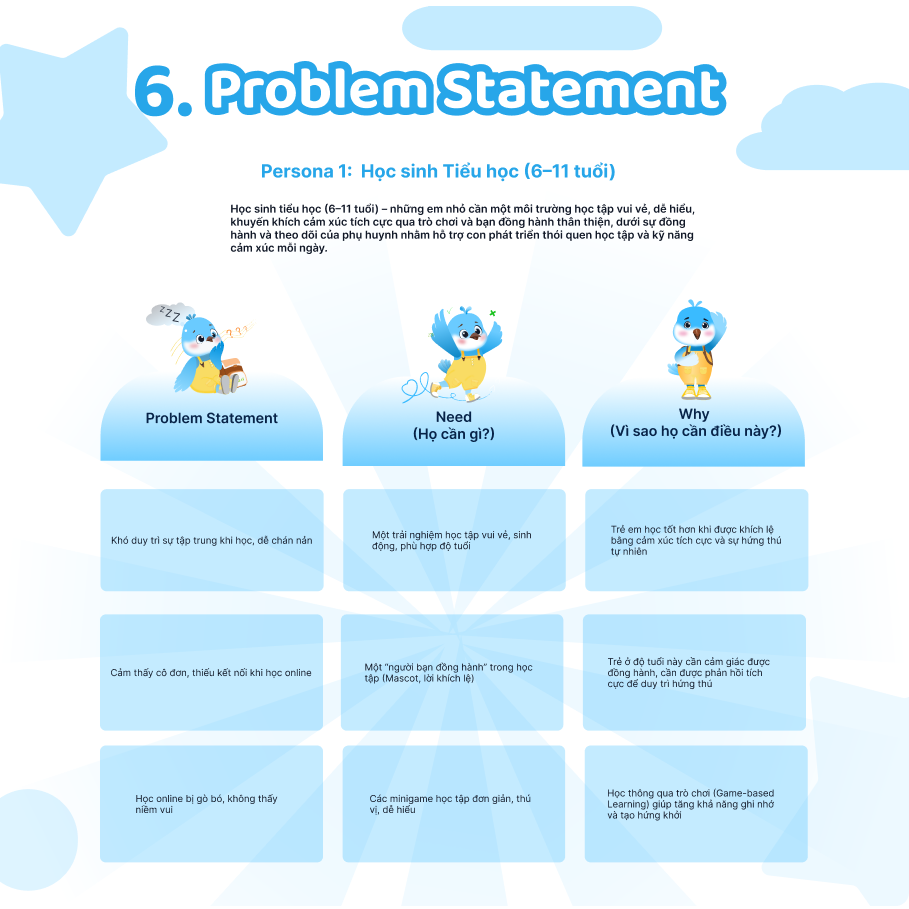 6. Problem Statement
Persona 1: Học sinh Tiểu học (6–11 tuổi)
Học sinh tiểu học (6–11 tuổi) – những em nhỏ cần một môi trường học tập vui vẻ, dễ hiểu,
khuyến khích cảm xúc tích cực qua trò chơi và bạn đồng hành thân thiện, dưới sự đồng
hành và theo dõi của phụ huynh nhằm hỗ trợ con phát triển thói quen học tập và kỹ năng
cảm xúc mỗi ngày.
zzz
???
Problem Statement
Need
(Họ cần gì?)
Why
(Vì sao họ cần điều này?)
Khó duy trì sự tập trung khi học, dễ chán nản
Một trải nghiệm học tập vui vẻ, sinh
động, phù hợp độ tuổi
Trẻ em học tốt hơn khi được khích lệ
bằng cảm xúc tích cực và sự hứng thú
tự nhiên
Cảm thấy cô đơn, thiếu kết nối khi học online
Một “người bạn đồng hành” trong học
tập (Mascot, lời khích lệ)
Trẻ ở độ tuổi này cần cảm giác được
đồng hành, cần được phản hồi tích
cực để duy trì hứng thú
Học online bị gò bó, không thấy
niềm vui
Các minigame học tập đơn giản, thú
vị, dễ hiểu
Học thông qua trò chơi (Game-based
Learning) giúp tăng khả năng ghi nhớ
và tạo hứng khởi